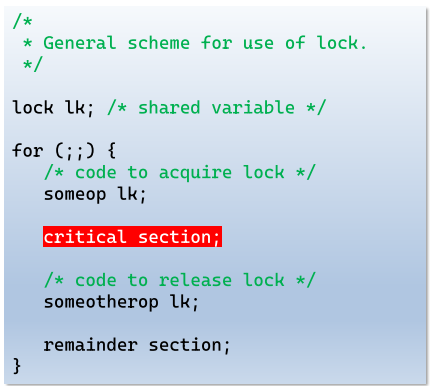 /*
 * General scheme for use of lock.
 */
lock lk; /* shared variable */
for (;;) {
   /* code to acquire lock */
   someop lk;
   critical section;
   /* code to release lock */
   someotherop lk;
   remainder section;
}